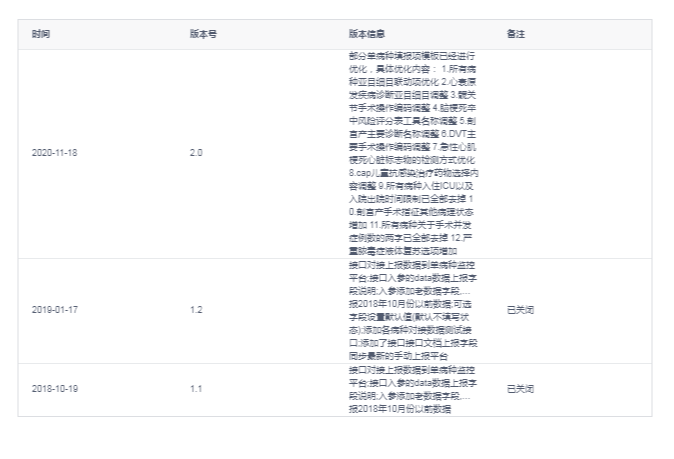 时间 版本号 版本信息 备注
部分单病种填报项模板已经进行
优化，具体优化内容： 1.所有病
种亚目细目联动项优化 2.心衰原
发疾病诊断亚目细目调整 3.髋关
节手术操作编码调整 4.脑梗死卒
中风险评分表工具名称调整 5.剖
宫产主要诊断名称调整 6.DVT主
要手术操作编码调整 7.急性心肌
梗死心脏标志物的检测方式优化
8.cap儿童抗感染治疗药物选择内
容调整 9.所有病种入住ICU以及
入院出院时间限制已全部去掉 1
0.剖宫产手术指征其他病理状态
增加 11.所有病种关于手术并发
症例数的两字已全部去掉 12.严
重脓毒症液体复苏选项增加
2020-11-18 2.0
接口对接上报数据到单病种监控
平台;接口入参的data数据上报字
段说明;入参添加老数据字段,...
报2018年10月份以前数据,可选
字段设置默认值(默认不填写状
态);添加各病种对接数据测试接
口;添加了接口接口文档上报字段
同步最新的手动上报平台
2019-01-17 1.2 已关闭
接口对接上报数据到单病种监控
平台;接口入参的data数据上报字
段说明;入参添加老数据字段,...
报2018年10月份以前数据
2018-10-19 1.1 已关闭